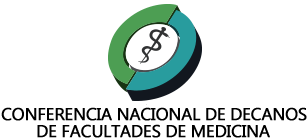 CONFERENCIA NACIONAL DE DECANOS
DE FACULTADES DE MEDICINA